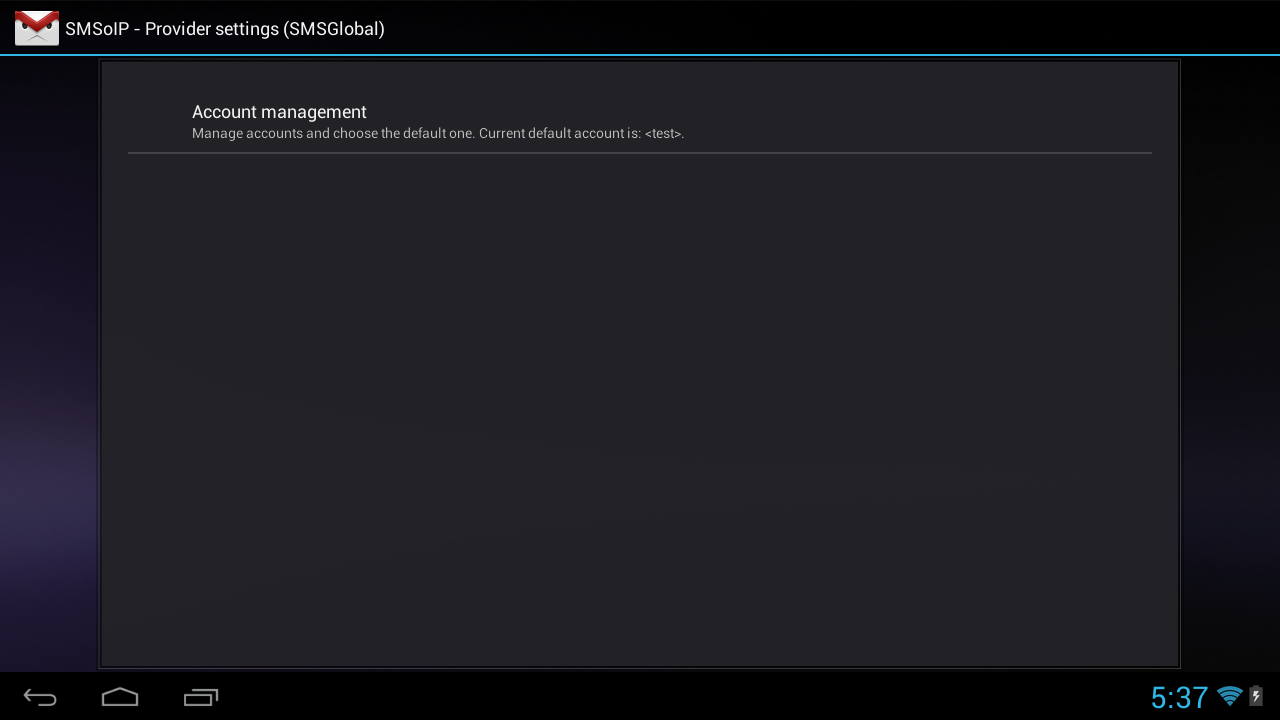 SMSoIP - Provider settings (SMSGlobal)
Account management
Manage accounts and choose the default one. Current default account is: <test>.
5:37